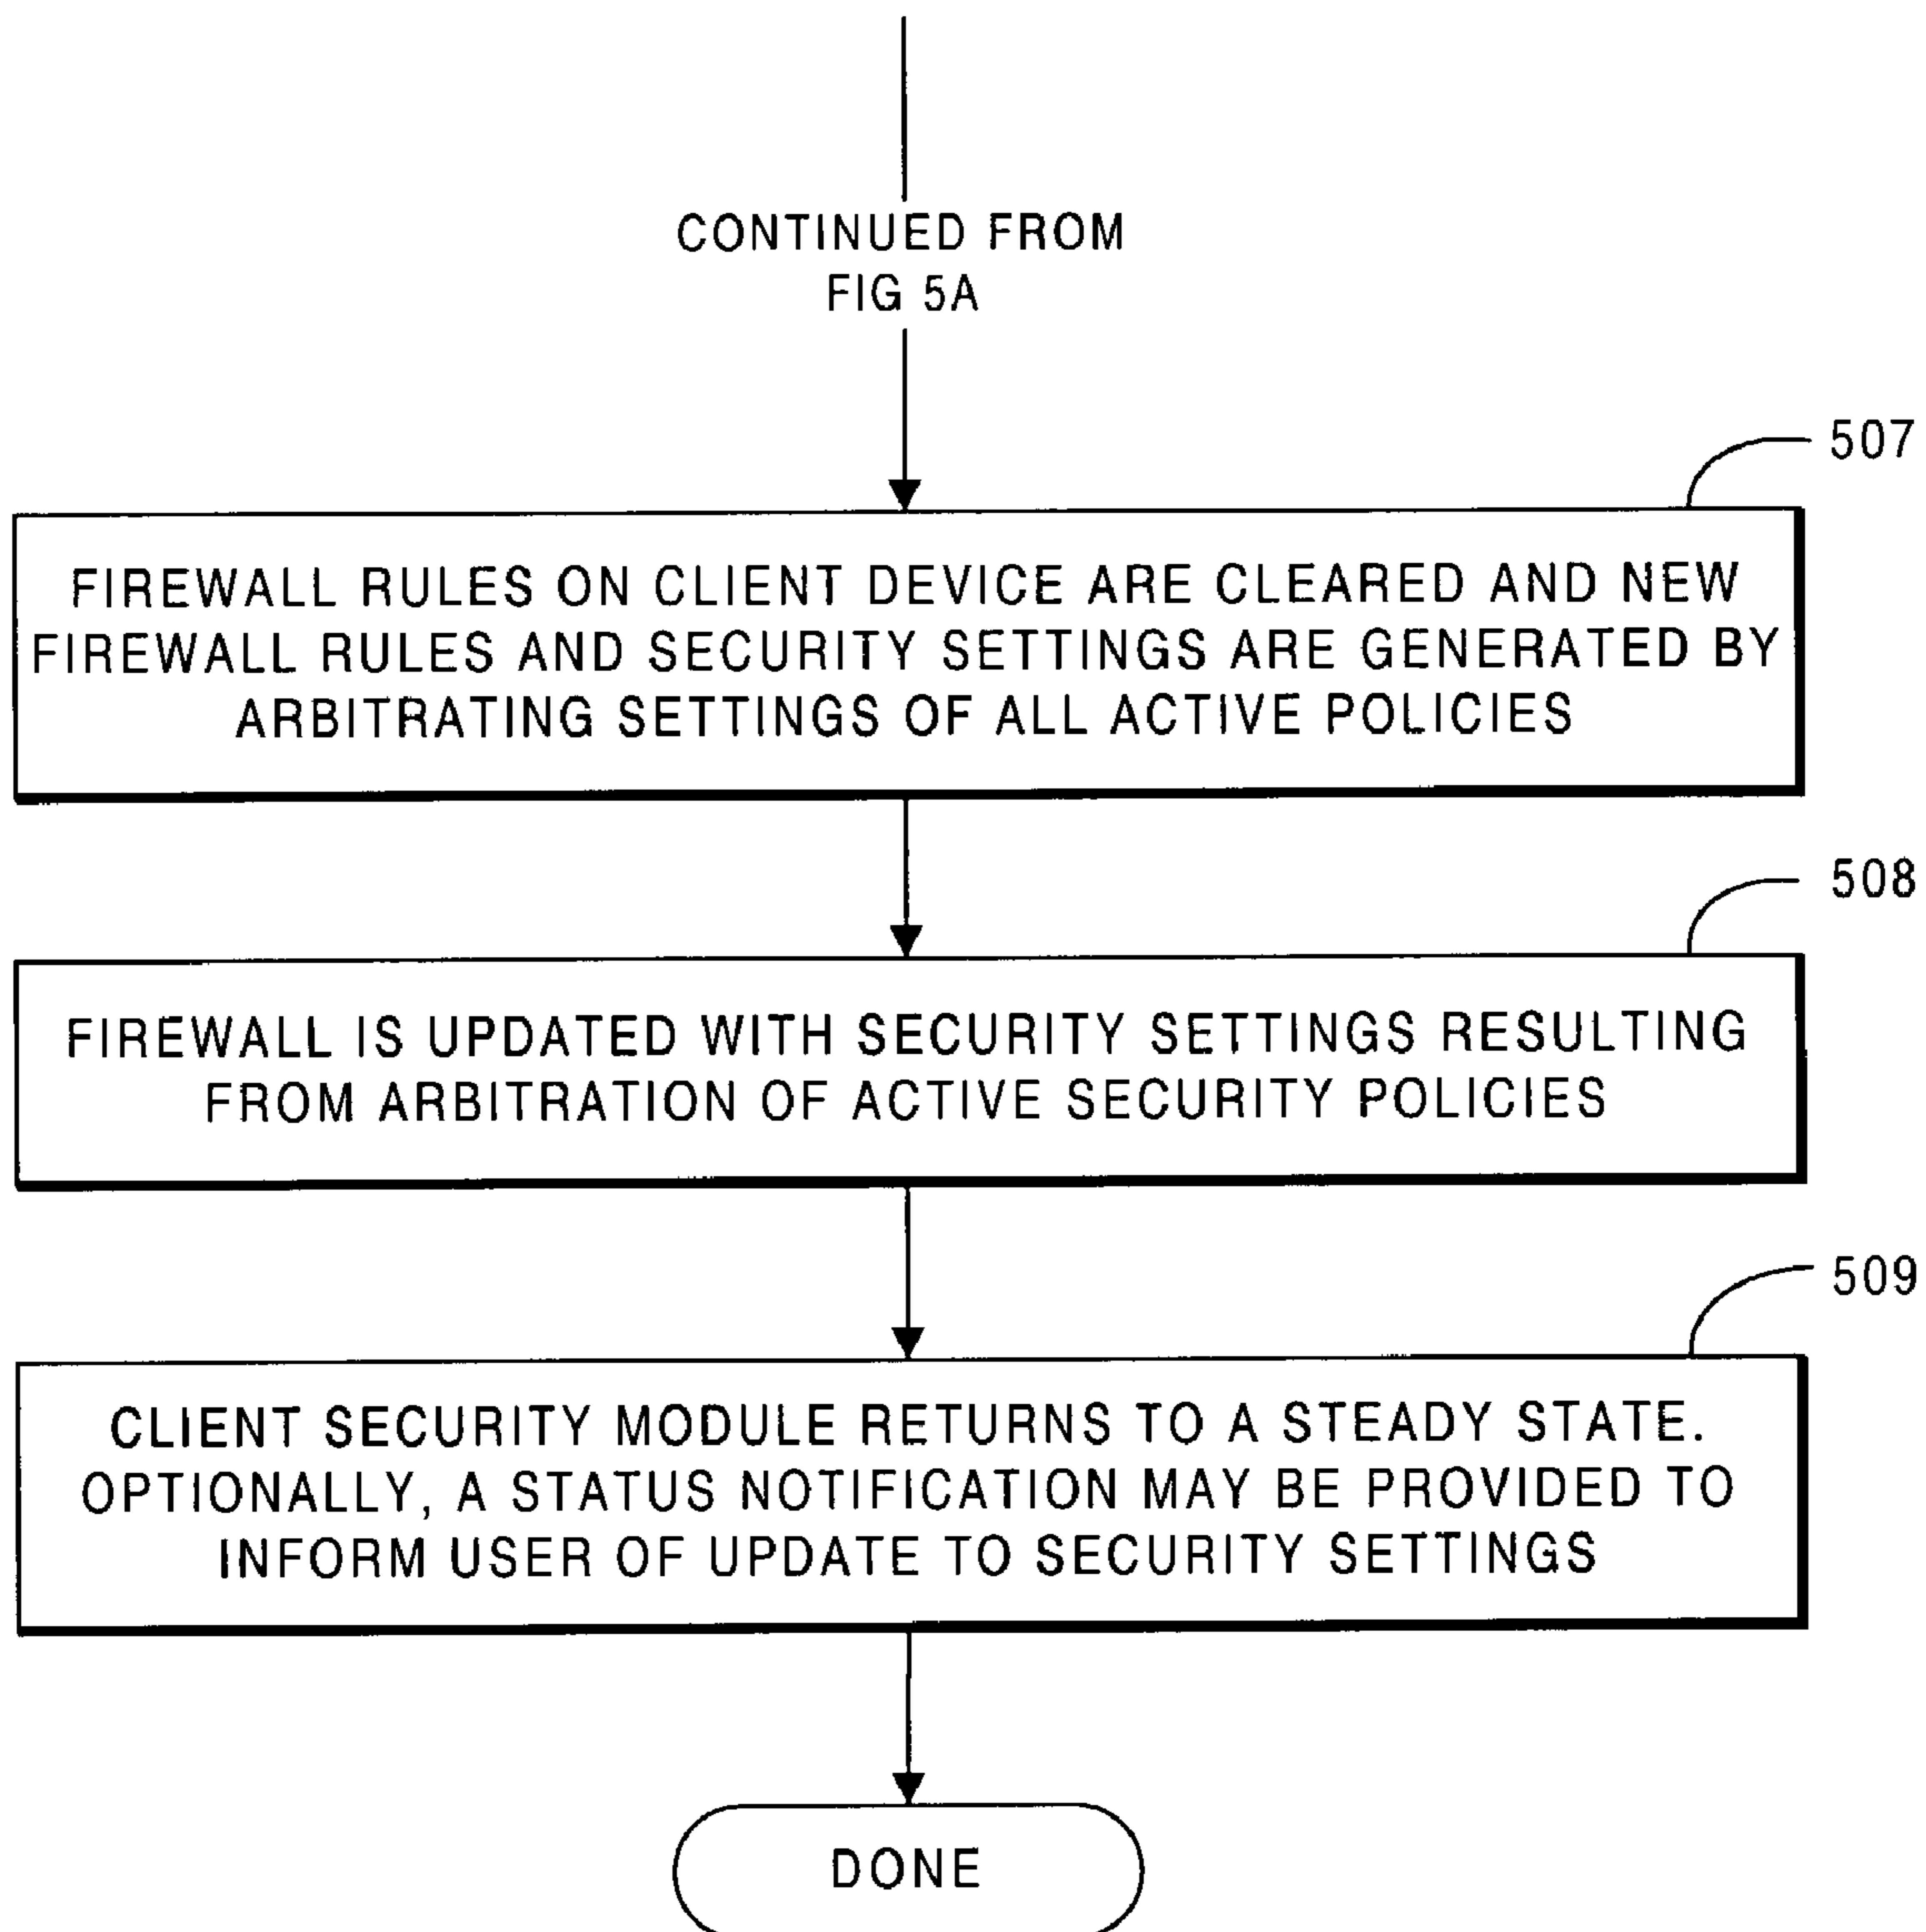 CONTINUED FROM
FIG 5A
507
FIREWALL RULES ON CLIENT DEVICE ARE CLEARED AND NEW
FIREWALL RULES AND SECURITY SETTINGS ARE GENERATED BY
ARBITRATING SETTINGS OF ALL ACTIVE POLICIES
508
FIREWALL IS UPDATED WITH SECURITY SETTINGS RESULTING
FROM ARBITRATION OF ACTIVE SECURITY POLICIES
509
CLIENT SECURITY MODULE RETURNS TO A STEADY STATE.
OPTIONALLY, A STATUS NOTIFICATION MAY BE PROVIDED TO
INFORM USER OF UPDATE TO SECURITY SETTINGS
DONE